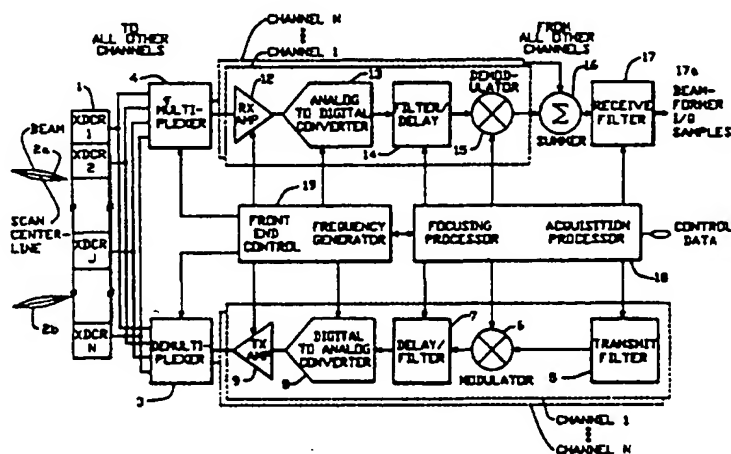 TO
ALL OTHER
CHANNELS
CHANNEL N
CHANNEL 1
FROM
ALL OTHER
CHANNELS
16
17
17a
4
12
13
DEMOD-
ULATOR
1
XDCR
1
XDCR
2
XDCR
J
XDCR
N
BEAM
2a
SCAN
CENTER-
LINE
2b
MULTI-
PLEXER
RX
AMP
ANALOG
TO DIGITAL
CONVERTER
FILTER/
DELAY
14
15
Σ
SUMMER
RECEIVE
FILTER
BEAM-
FORMER
I/Q
SAMPLES
19
FRONT
END
CONTROL
FREQUENCY
GENERATOR
FOCUSING
PROCESSOR
ACQUISITION
PROCESSOR
CONTROL
DATA
18
DEMULTI-
PLEXER
3
TX
AMP
9
DIGITAL
TO ANALOG
CONVERTER
7
DELAY/
FILTER
6
MODULATOR
TRANSMIT
FILTER
CHANNEL 1
CHANNEL N